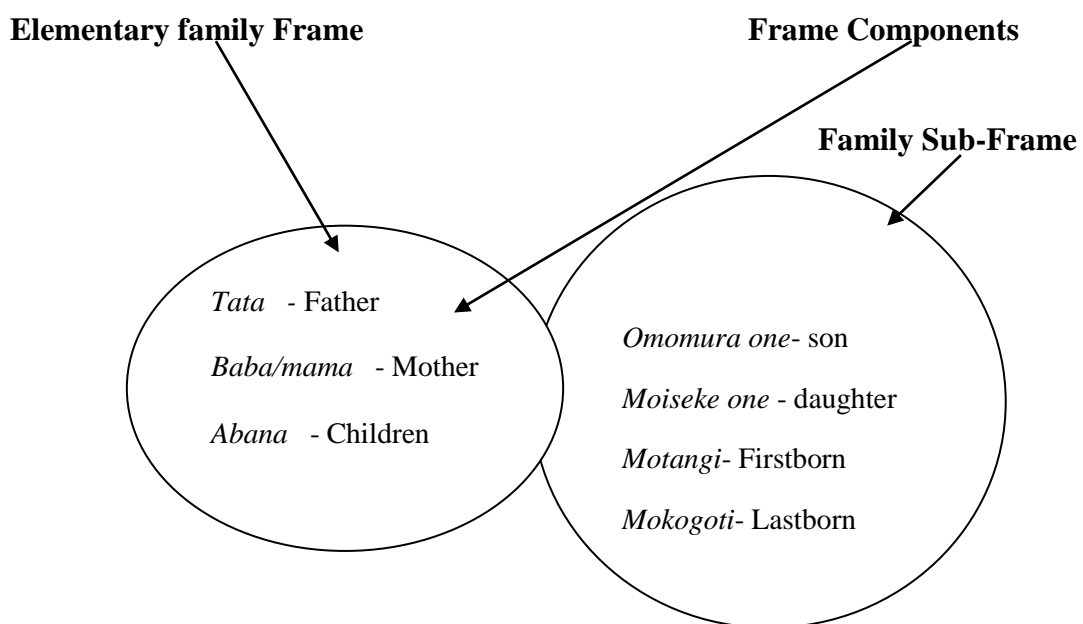 Elementary family Frame
Frame Components
Family Sub-Frame
Tata - Father
Baba/mama - Mother
Abana - Children
Omomura one- son
Moiseke one - daughter
Motangi- Firstborn
Mokogoti- Lastborn